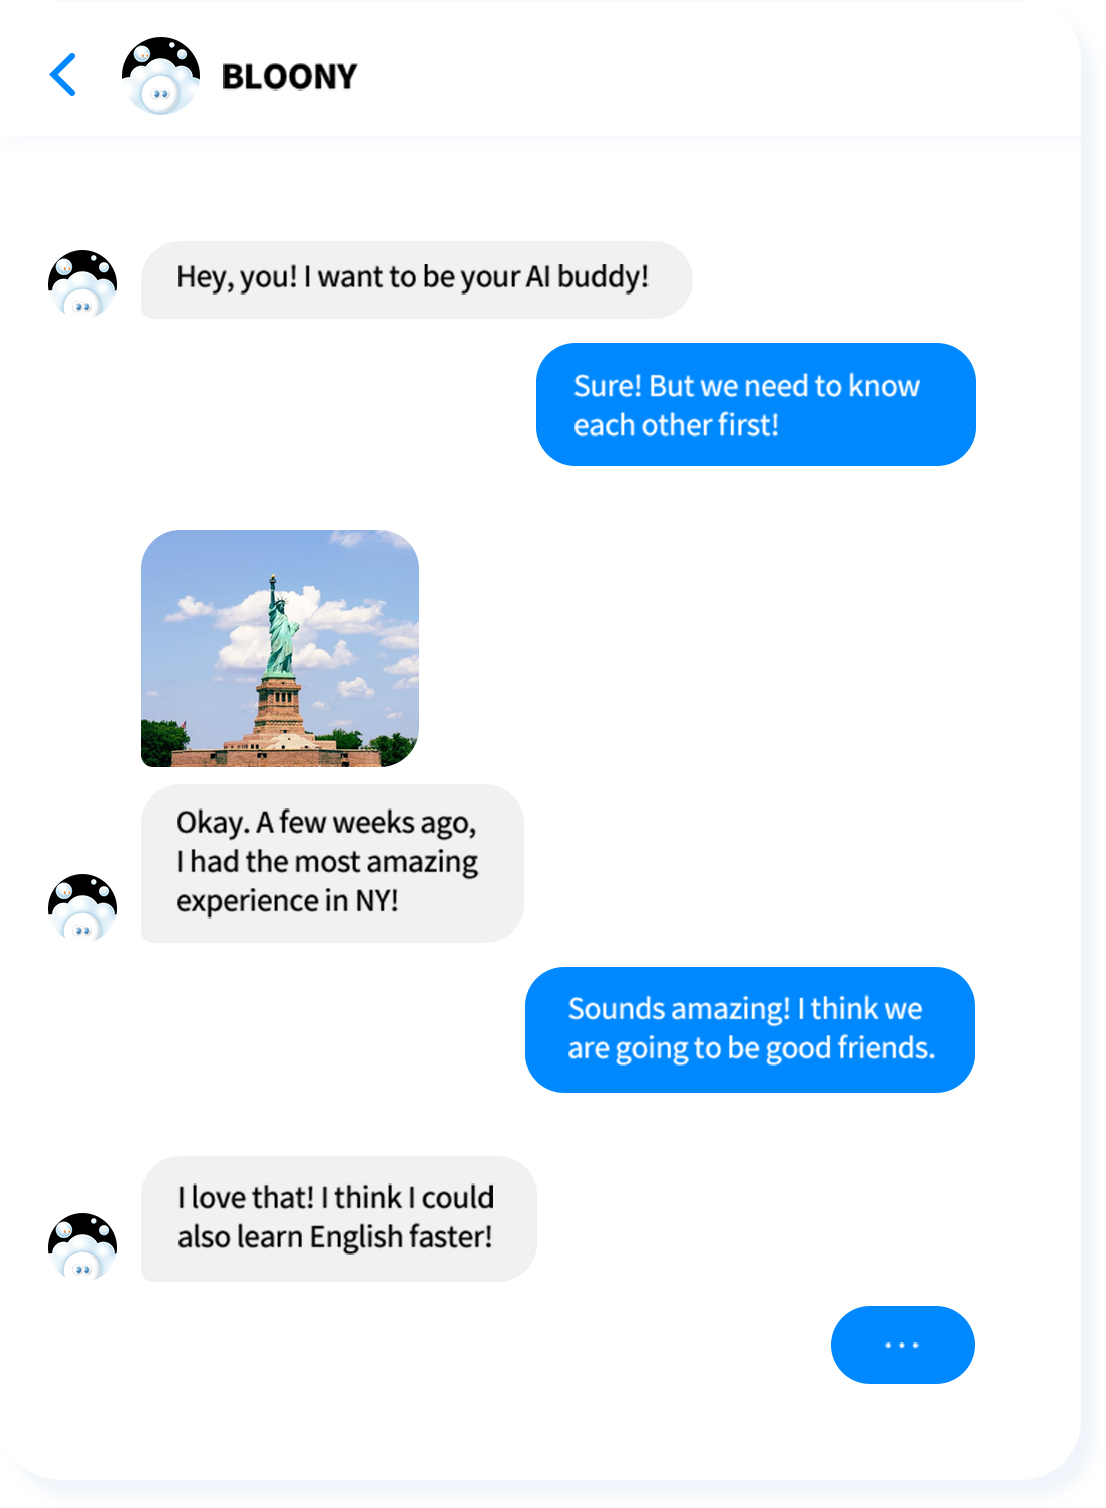 BLOONY
Hey, you! I want to be your AI buddy!
Sure! But we need to know
each other first!
Okay. A few weeks ago,
I had the most amazing
experience in NY!
Sounds amazing! I think we
are going to be good friends.
I love that! I think I could
also learn English faster!
...